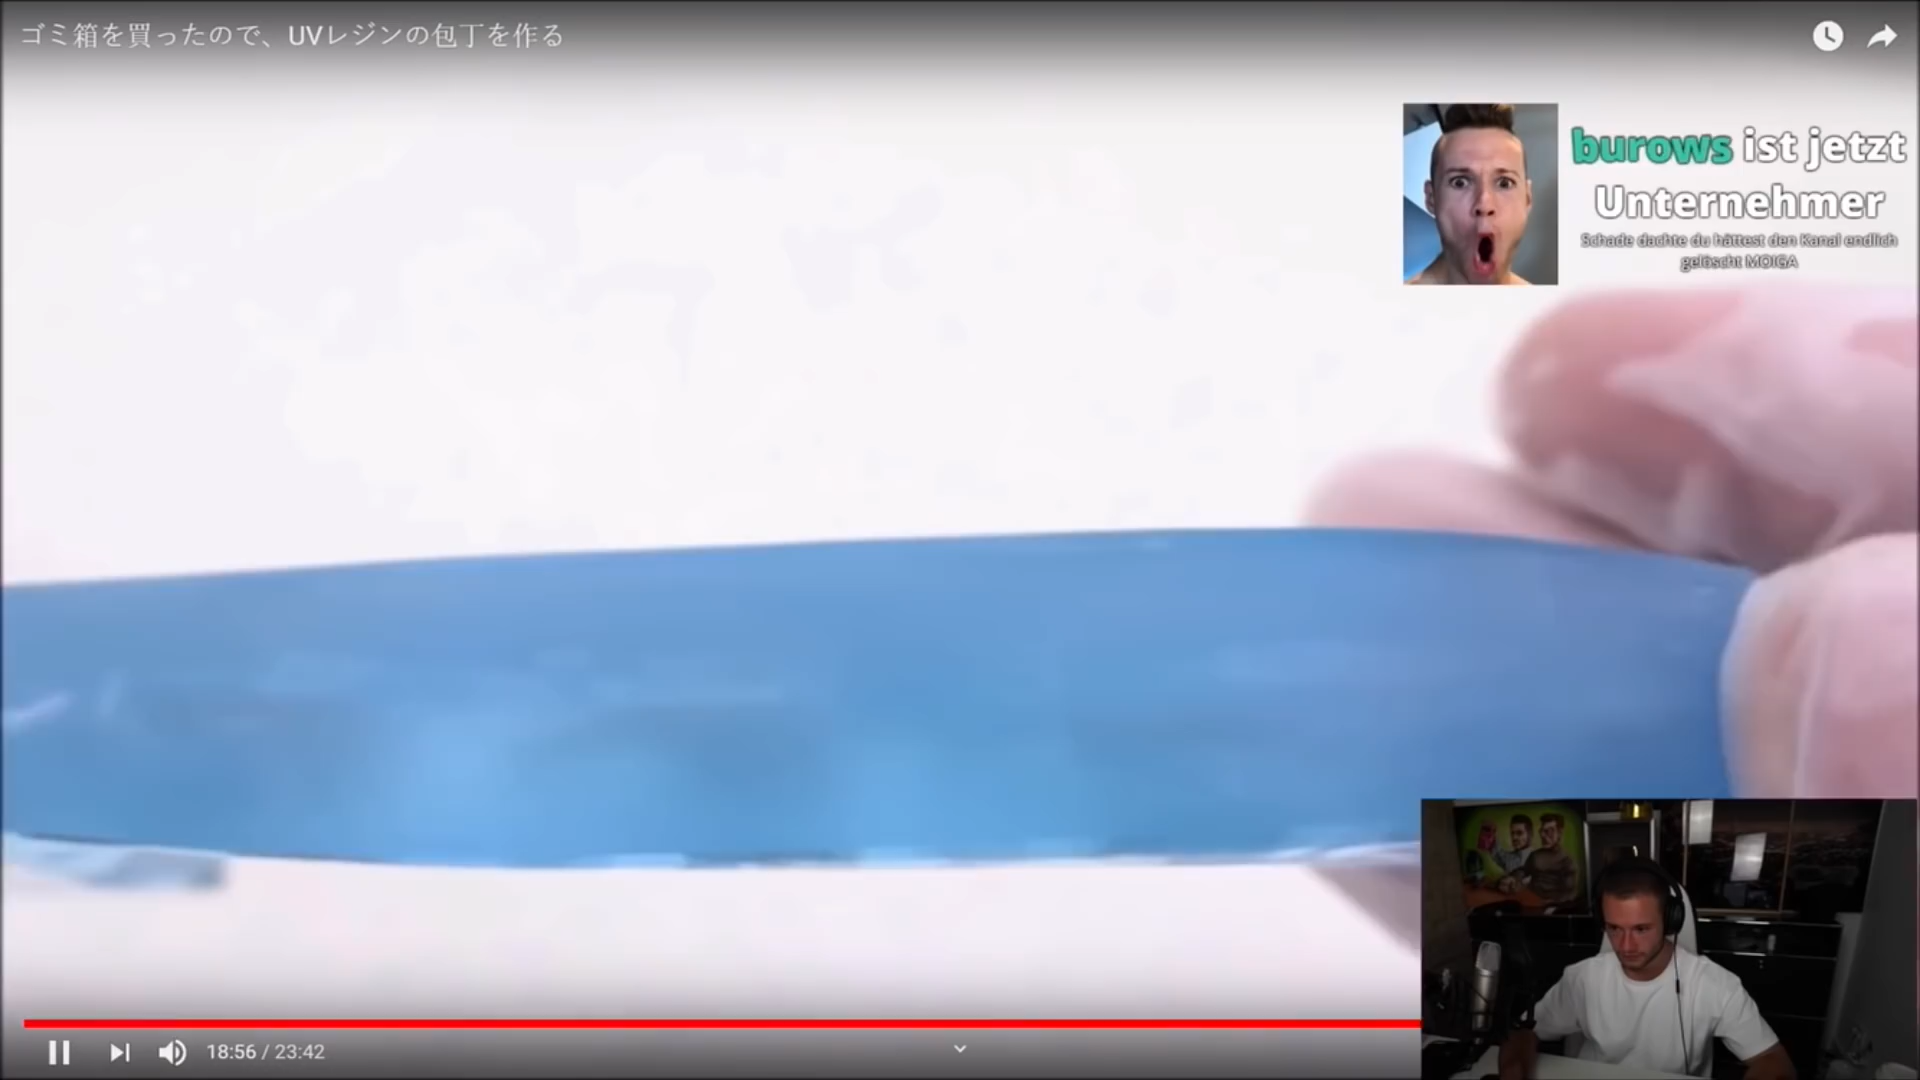 ゴミ箱を買ったので、UVレジンの包丁を作る
burows ist jetzt
Unternehmer
Schade dachte du hättest den Kanal endlich
gelöscht MOIGA
18:56 / 23:42